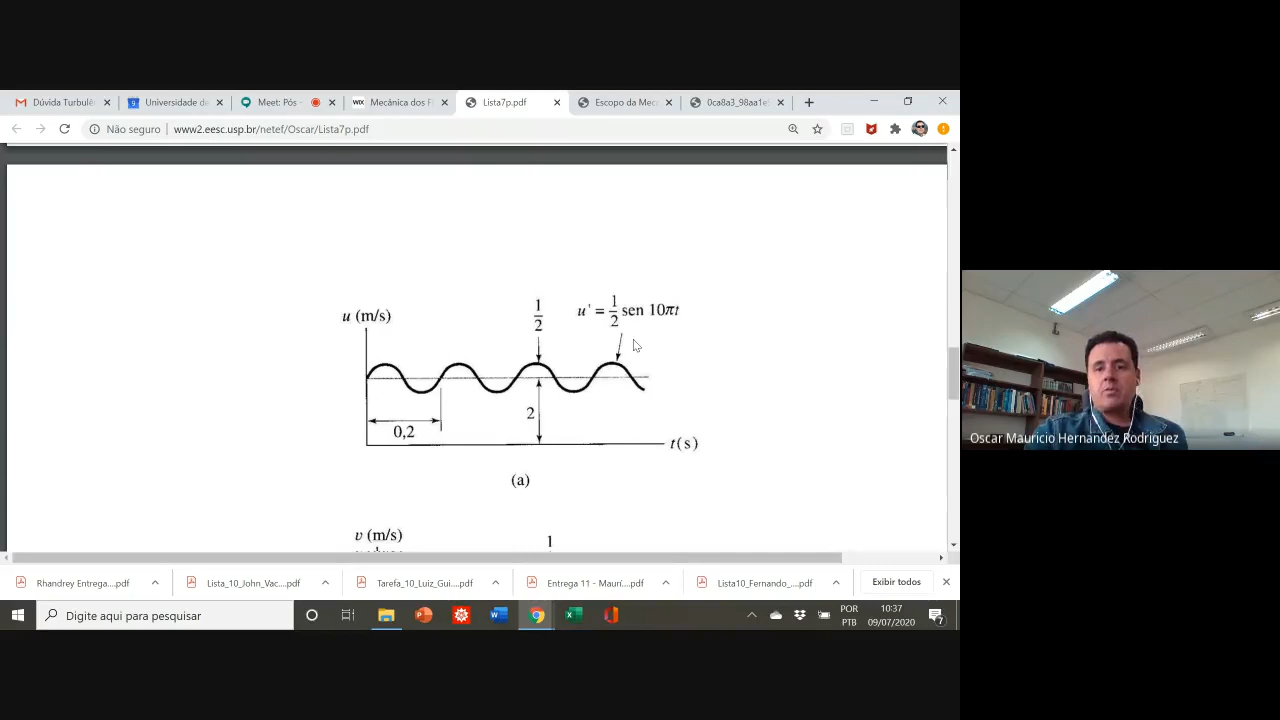 Dúvida Turbulê
Universidade de
Meet: Pós -
WIX
Mecânica dos F
Lista7p.pdf
Escopo da Mec
0ca8a3_98aa1e
Não seguro
www2.eesc.usp.br/netef/Oscar/Lista7p.pdf
u (m/s)
1/2
u' = 1/2 sen 10πt
2
0,2
t(s)
(a)
v (m/s)
1
Oscar Mauricio Hernandez Rodriguez
Rhandrey Entrega....pdf
Lista_10_John_Vac....pdf
Tarefa_10_Luiz_Gui....pdf
Entrega 11 - Maurí....pdf
Lista10_Fernando_....pdf
Exibir todos
Digite aqui para pesquisar
POR
PTB
10:37
09/07/2020
7